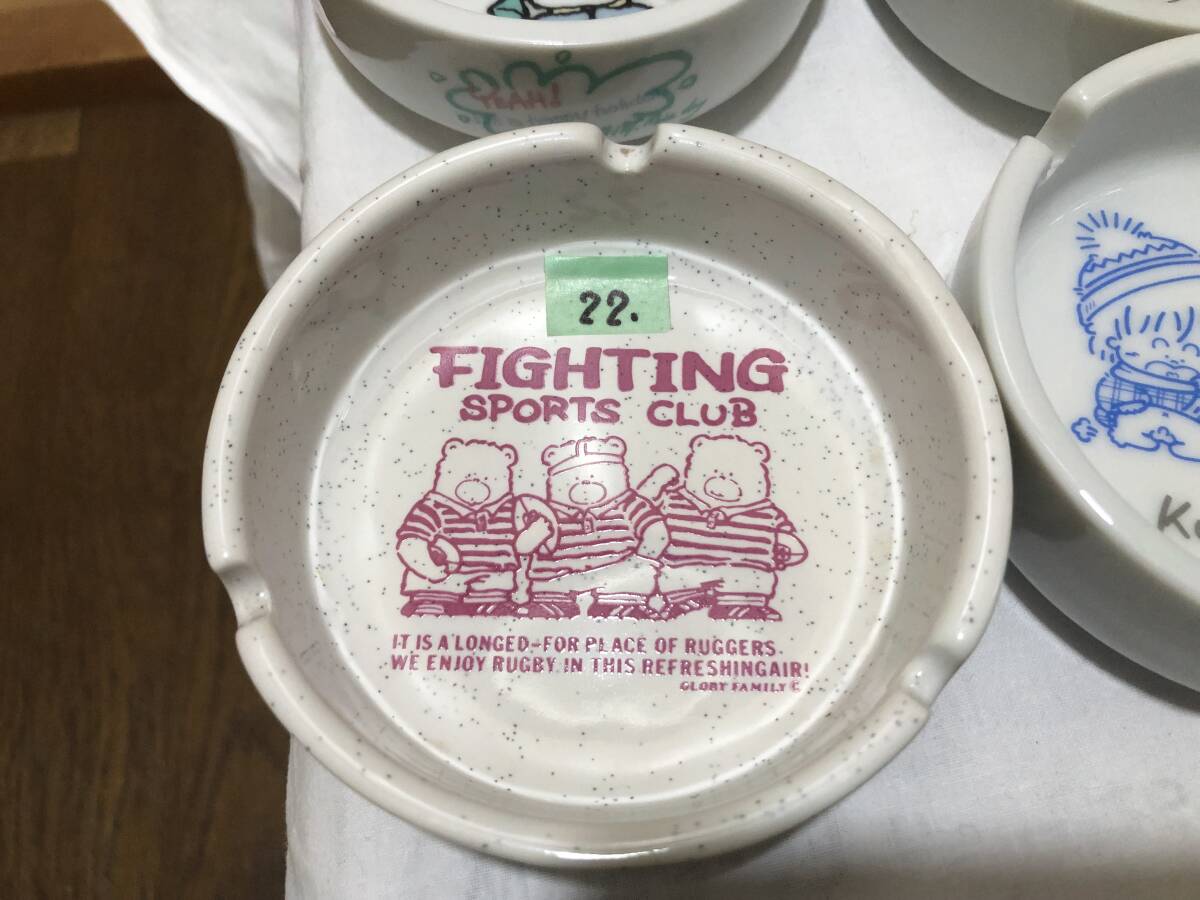 YEAH!
22.
FIGHTING
SPORTS CLUB
IT IS A LONGED-FOR PLACE OF RUGGERS.
WE ENJOY RUGBY IN THIS REFRESHINGAIR!
GLORY FAMILY ©